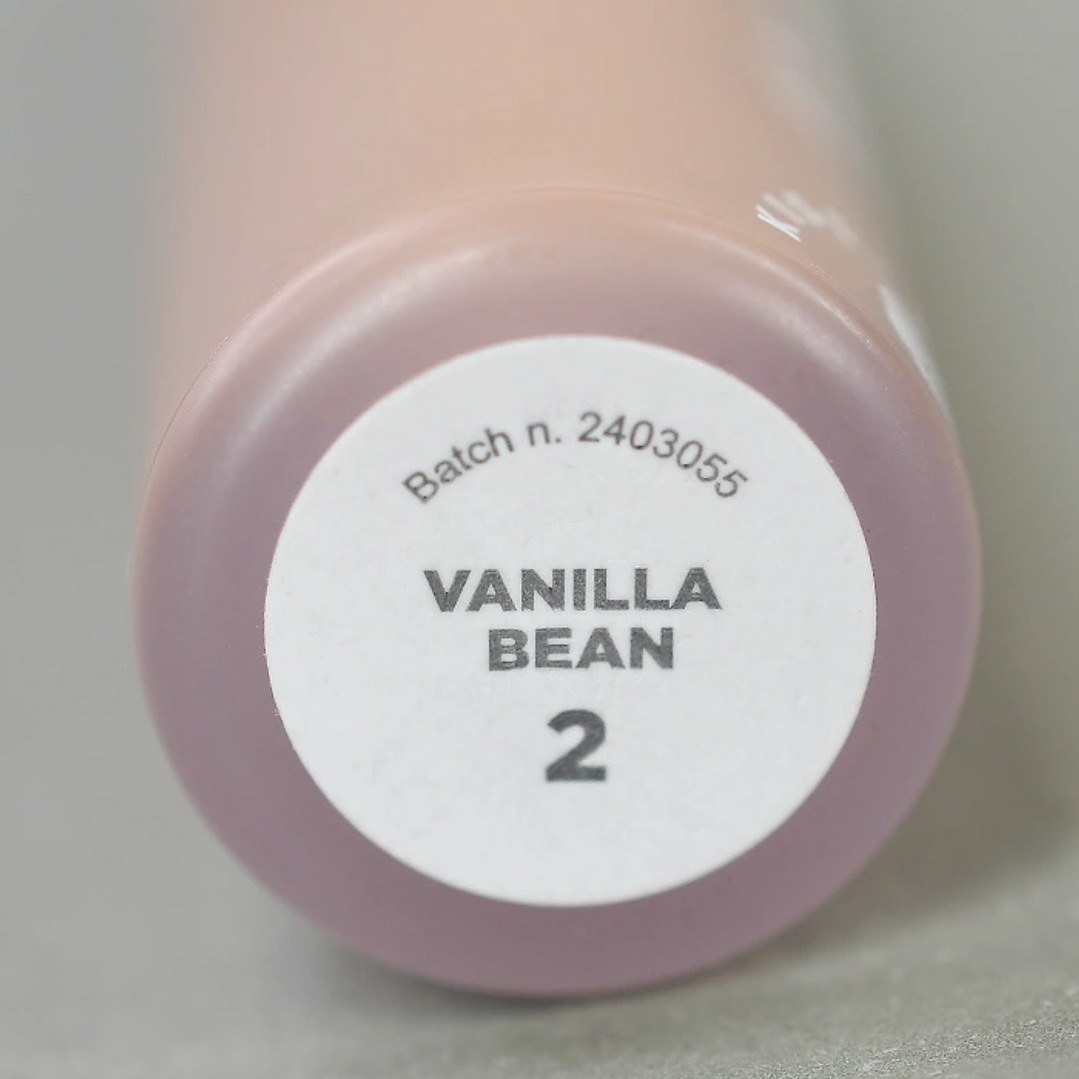 Batch n. 2403055
VANILLA
BEAN
2